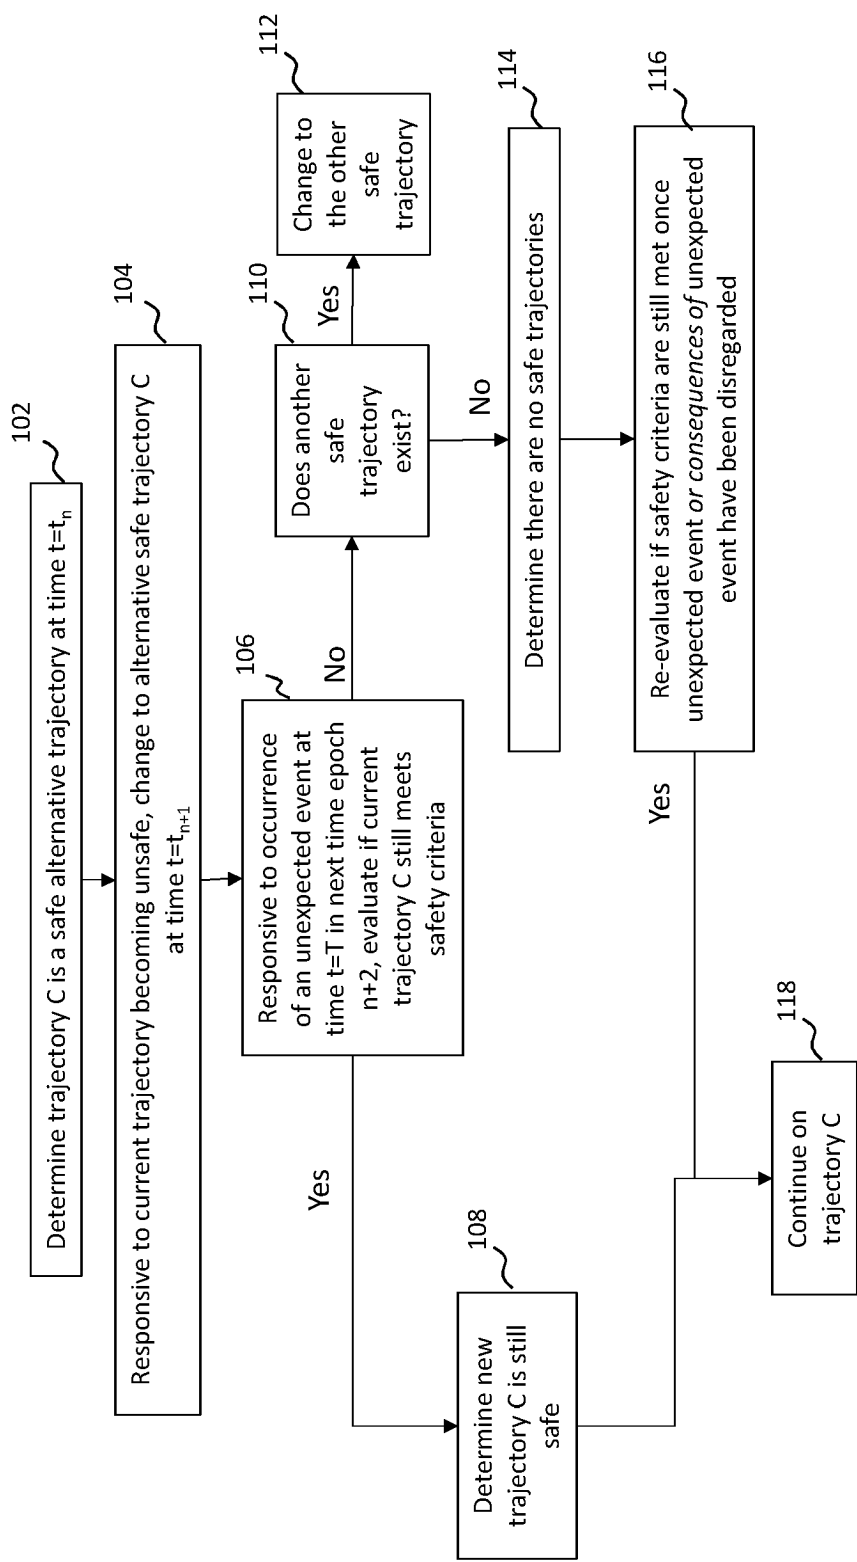 102
Determine trajectory C is a safe alternative trajectory at time t=tn
104
Responsive to current trajectory becoming unsafe, change to alternative safe trajectory C
at time t=tn+1
106
Responsive to occurrence
of an unexpected event at
time t=T in next time epoch
n+2, evaluate if current
trajectory C still meets
safety criteria
Yes
No
108
Determine new
trajectory C is still
safe
110
Does another
safe
trajectory
exist?
Yes
No
112
Change to
the other
safe
trajectory
114
Determine there are no safe trajectories
116
Re-evaluate if safety criteria are still met once
unexpected event or consequences of unexpected
event have been disregarded
Yes
118
Continue on
trajectory C